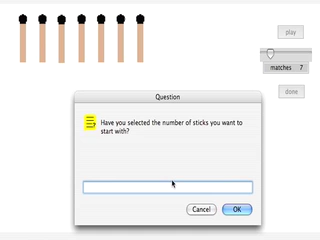 play
matches 7
done
Question
Have you selected the number of sticks you want to
start with?
Cancel OK